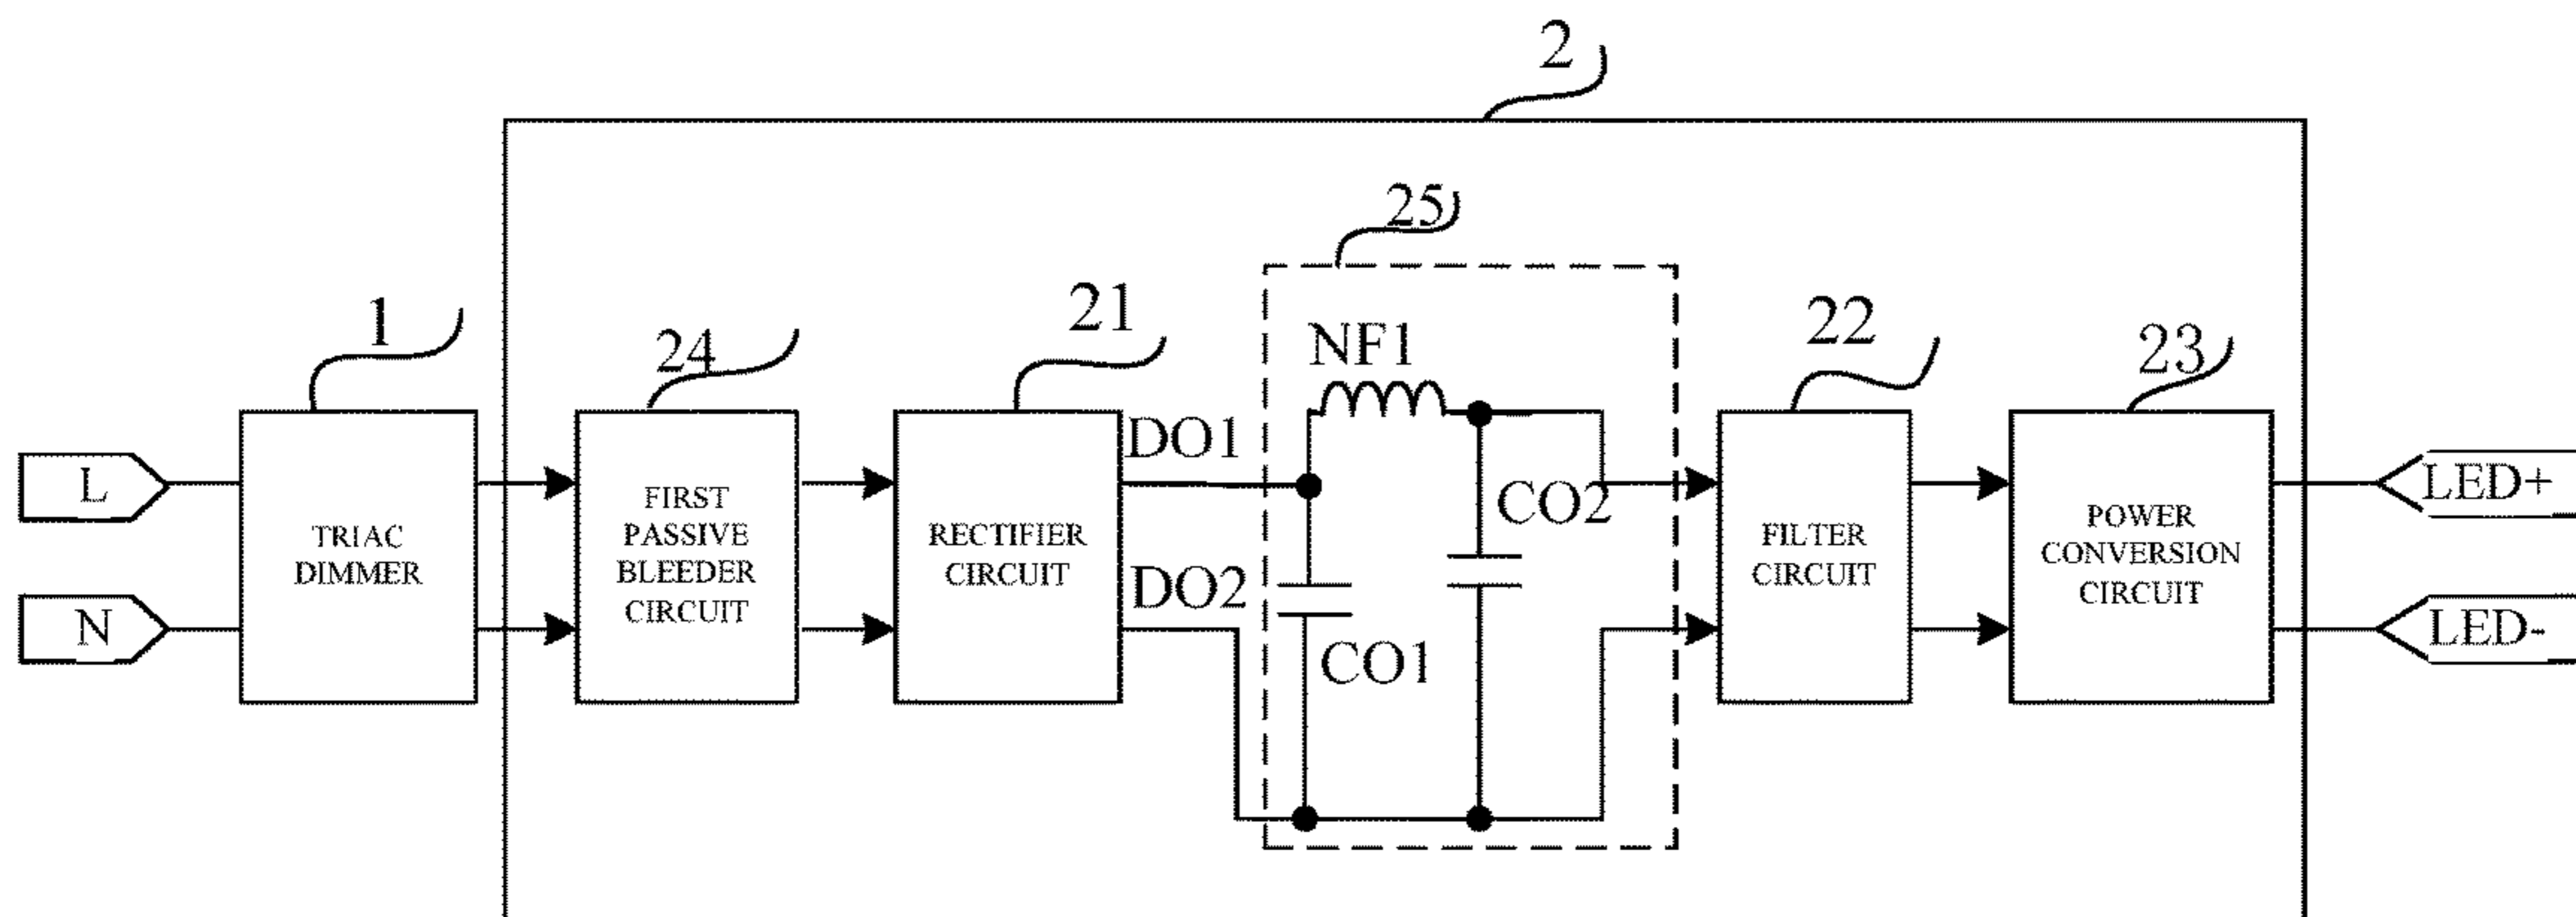 2
25
1
24
21
NF1
22
23
DO1
L
LED+
CO2
TRIAC
DIMMER
FIRST
PASSIVE
BLEEDER
CIRCUIT
RECTIFIER
CIRCUIT
FILTER
CIRCUIT
POWER
CONVERSION
CIRCUIT
DO2
N
LED-
CO1